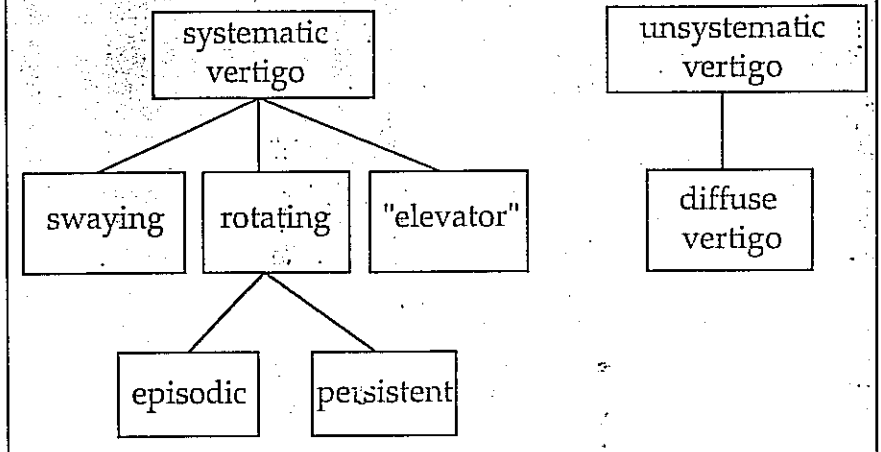 systematic
vertigo
unsystematic
vertigo
swaying
rotating
"elevator"
diffuse
vertigo
episodic
persistent